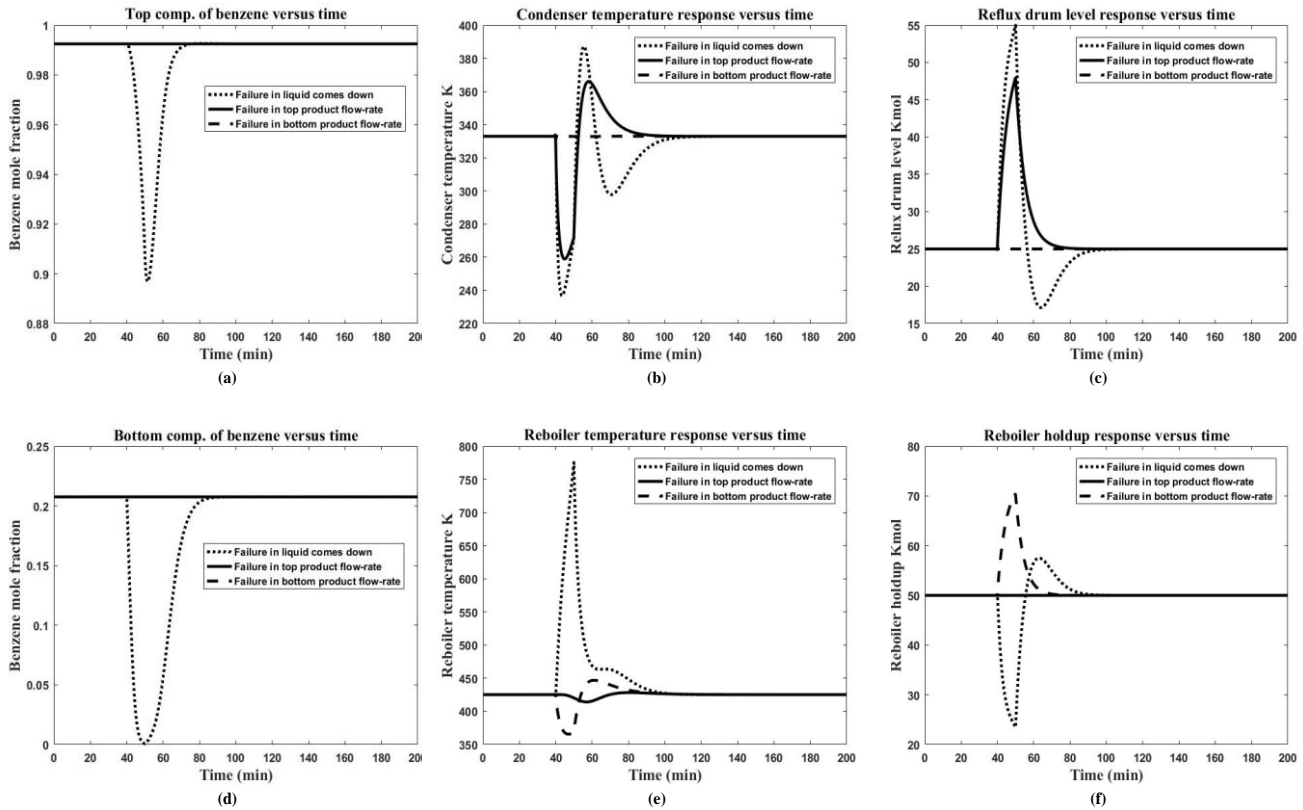 Top comp. of benzene versus time
Benzene mole fraction
1
0.98
0.96
0.94
0.92
0.9
0.88
0 20 40 60 80 100 120 140 160 180 200
Time (min)
Failure in liquid comes down
Failure in top product flow-rate
Failure in bottom product flow-rate
(a)
Condenser temperature response versus time
Condenser temperature K
400
380
360
340
320
300
280
260
240
220
0 20 40 60 80 100 120 140 160 180 200
Time (min)
Failure in liquid comes down
Failure in top product flow-rate
Failure in bottom product flow-rate
(b)
Reflux drum level response versus time
Relux drum level Kmol
55
50
45
40
35
30
25
20
15
0 20 40 60 80 100 120 140 160 180 200
Time (min)
Failure in liquid comes down
Failure in top product flow-rate
Failure in bottom product flow-rate
(c)
Bottom comp. of benzene versus time
Benzene mole fraction
0.25
0.2
0.15
0.1
0.05
0
0 20 40 60 80 100 120 140 160 180 200
Time (min)
Failure in liquid comes down
Failure in top product flow-rate
Failure in bottom product flow-rate
(d)
Reboiler temperature response versus time
Reboiler temperature K
800
750
700
650
600
550
500
450
400
350
0 20 40 60 80 100 120 140 160 180 200
Time (min)
Failure in liquid comes down
Failure in top product flow-rate
Failure in bottom product flow-rate
(e)
Reboiler holdup response versus time
Reboiler holdup Kmol
80
70
60
50
40
30
20
0 20 40 60 80 100 120 140 160 180 200
Time (min)
Failure in liquid comes down
Failure in top product flow-rate
Failure in bottom product flow-rate
(f)